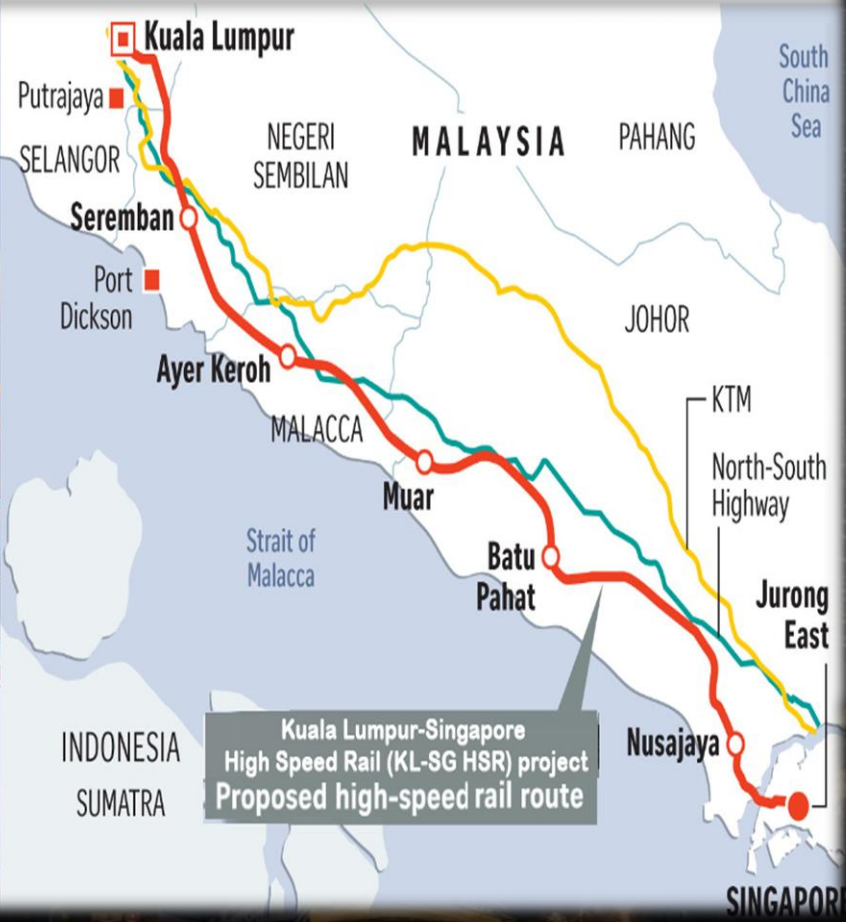 Kuala Lumpur
South
China
Sea
Putrajaya
NEGERI
SEMBILAN
MALAYSIA
PAHANG
SELANGOR
Seremban
Port
Dickson
JOHOR
Ayer Keroh
KTM
MALACCA
North-South
Highway
Muar
Strait of
Malacca
Batu
Pahat
Jurong
East
Kuala Lumpur-Singapore
High Speed Rail (KL-SG HSR) project
Proposed high-speed rail route
Nusajaya
INDONESIA
SUMATRA
SINGAPORE